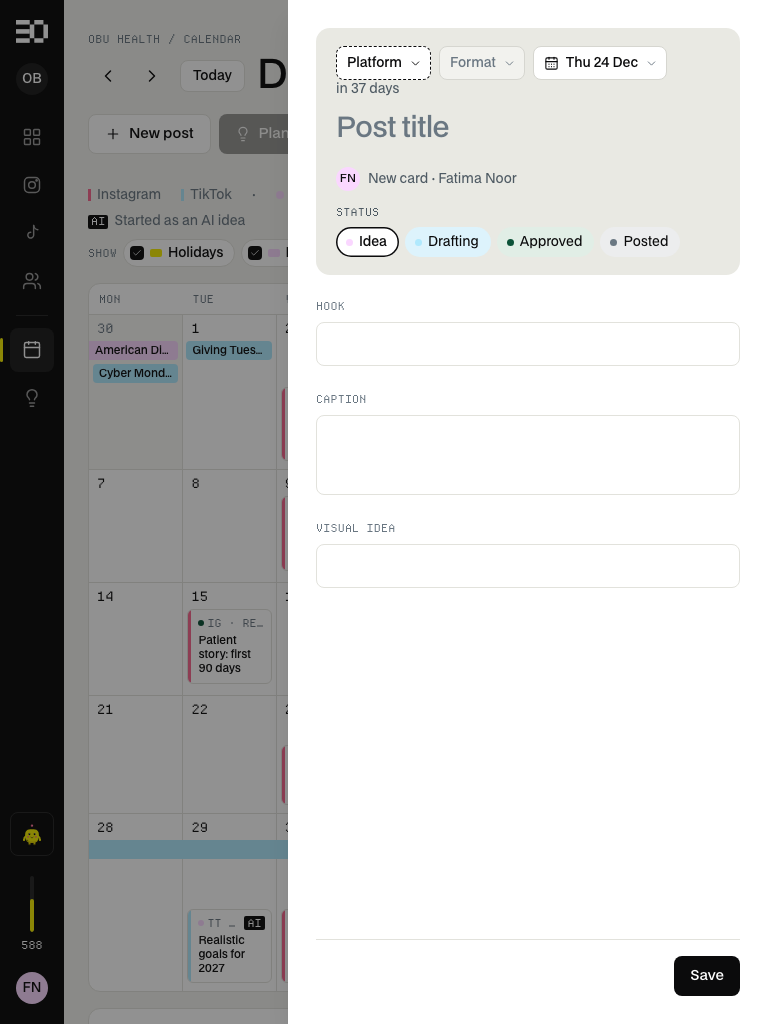 OB
OBU HEALTH / CALENDAR
Today
D
New post
Plan
Instagram
TikTok
·
AI Started as an AI idea
SHOW
Holidays
MON
TUE
30
American Di…
Cyber Mond…
1
Giving Tues…
7
8
14
15
IG · RE…
Patient
story: first
90 days
21
22
28
29
TT … AI
Realistic
goals for
2027
588
FN
Platform
Format
Thu 24 Dec
in 37 days
Post title
FN New card · Fatima Noor
STATUS
Idea
Drafting
Approved
Posted
HOOK
CAPTION
VISUAL IDEA
Save